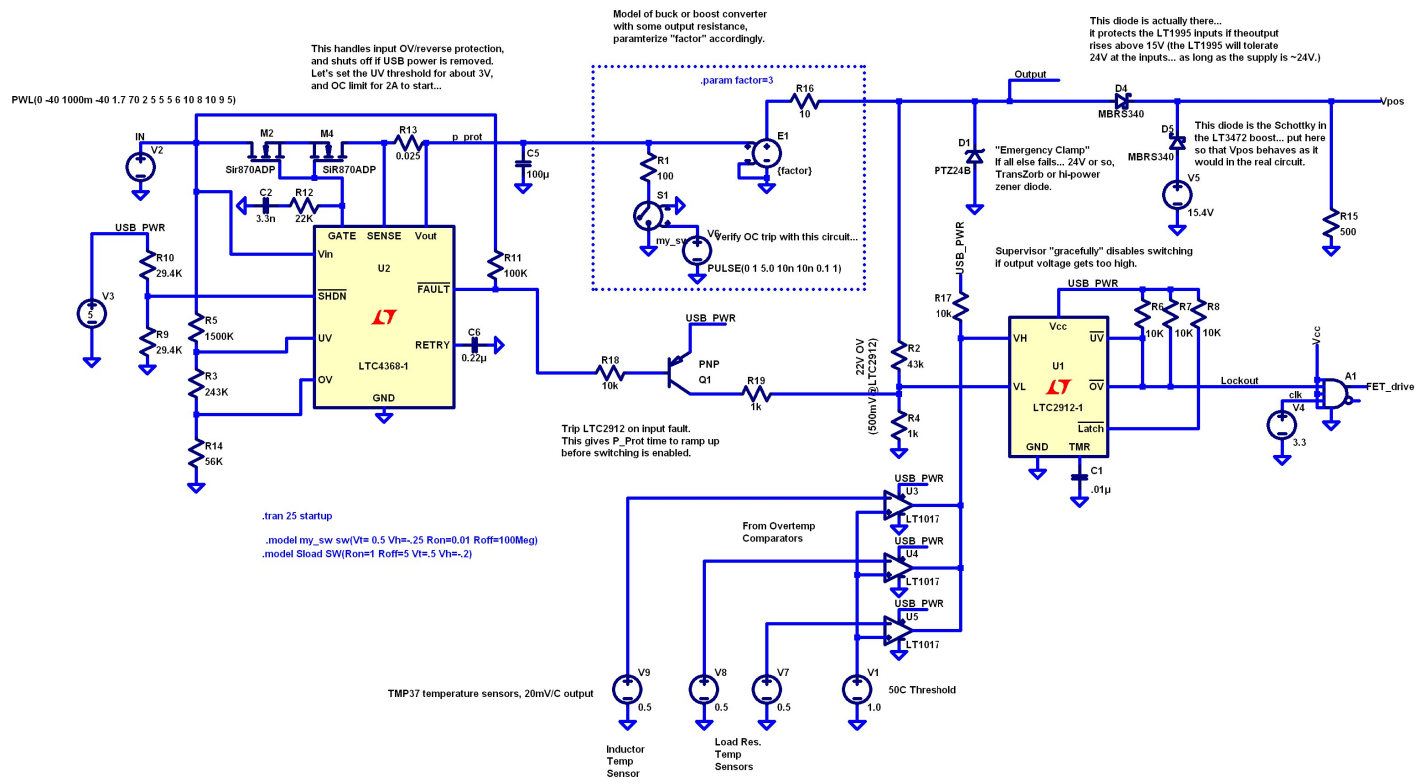 Model of buck or boost converter
with some output resistance,
paramterize "factor" accordingly.
This diode is actually there...
it protects the LT1995 inputs if theoutput
rises above 15V (the LT1995 will tolerate
24V at the inputs... as long as the supply is ~24V.)
This handles input OV/reverse protection,
and shuts off if USB power is removed.
Let's set the UV threshold for about 3V,
and OC limit for 2A to start...
.param factor=3
PWL(0 -40 1000m -40 1.7 70 2 5 5 5 6 10 8 10 9 5)
IN
V2
M2
Sir870ADP
M4
Sir870ADP
R13
0.025
p_prot
C5
100µ
R1
100
S1
my_sw
V6
Verify OC trip with this circuit...
PULSE(0 1 5.0 10n 10n 0.1 1)
E1
{factor}
R16
10
Output
D4
MBRS340
Vpos
D1
PTZ24B
"Emergency Clamp"
If all else fails... 24V or so,
TransZorb or hi-power
zener diode.
D5
MBRS340
This diode is the Schottky in
the LT3472 boost... put here
so that Vpos behaves as it
would in the real circuit.
V5
15.4V
R15
500
C2
3.3n
R12
22K
USB_PWR
R10
29.4K
V3
5
R9
29.4K
R5
1500K
R3
243K
R14
56K
GATE
SENSE
Vout
Vin
U2
SHDN
FAULT
UV
RETRY
OV
LTC4368-1
GND
R11
100K
C6
0.22µ
USB_PWR
R18
10k
PNP
Q1
R19
1k
Trip LTC2912 on input fault.
This gives P_Prot time to ramp up
before switching is enabled.
22V OV
(500mV@LTC2912)
R2
43k
R4
1k
USB_PWR
R17
10k
Supervisor "gracefully" disables switching
if output voltage gets too high.
USB_PWR
R6
10K
R7
10K
R8
10K
Vcc
VH
UV
U1
VL
OV
LTC2912-1
Latch
GND
TMR
C1
.01µ
Lockout
Vcc
A1
FET_drive
clk
V4
3.3
.tran 25 startup
.model my_sw sw(Vt= 0.5 Vh=-.25 Ron=0.01 Roff=100Meg)
.model Sload SW(Ron=1 Roff=5 Vt=.5 Vh=-.2)
From Overtemp
Comparators
USB_PWR
U3
LT1017
USB_PWR
U4
LT1017
USB_PWR
U5
LT1017
TMP37 temperature sensors, 20mV/C output
V9
0.5
V8
0.5
V7
0.5
V1
1.0
50C Threshold
Inductor
Temp
Sensor
Load Res.
Temp
Sensors